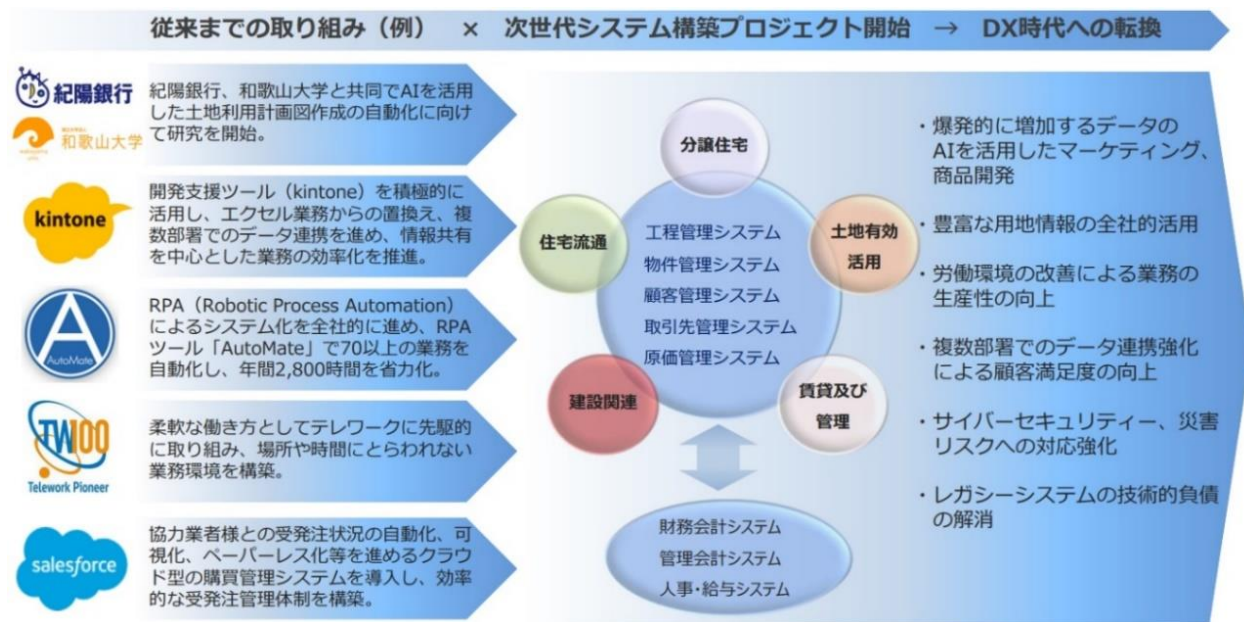 従来までの取り組み（例） × 次世代システム構築プロジェクト開始 → DX時代への転換
紀陽銀行
和歌山大学
紀陽銀行、和歌山大学と共同でAIを活用
した土地利用計画図作成の自動化に向け
て研究を開始。
kintone
開発支援ツール（kintone）を積極的に
活用し、エクセル業務からの置換え、複
数部署でのデータ連携を進め、情報共有
を中心とした業務の効率化を推進。
AutoMate
RPA（Robotic Process Automation）
によるシステム化を全社的に進め、RPA
ツール「AutoMate」で70以上の業務を
自動化し、年間2,800時間を省力化。
TW100
Telework Pioneer
柔軟な働き方としてテレワークに先駆的
に取り組み、場所や時間にとらわれない
業務環境を構築。
salesforce
協力業者様との受発注状況の自動化、可
視化、ペーパーレス化等を進めるクラウ
ド型の購買管理システムを導入し、効率
的な受発注管理体制を構築。
分譲住宅
住宅流通
土地有効
活用
建設関連
賃貸及び
管理
工程管理システム
物件管理システム
顧客管理システム
取引先管理システム
原価管理システム
財務会計システム
管理会計システム
人事・給与システム
・爆発的に増加するデータの
AIを活用したマーケティング、
商品開発
・豊富な用地情報の全社的活用
・労働環境の改善による業務の
生産性の向上
・複数部署でのデータ連携強化
による顧客満足度の向上
・サイバーセキュリティー、災害
リスクへの対応強化
・レガシーシステムの技術的負債
の解消